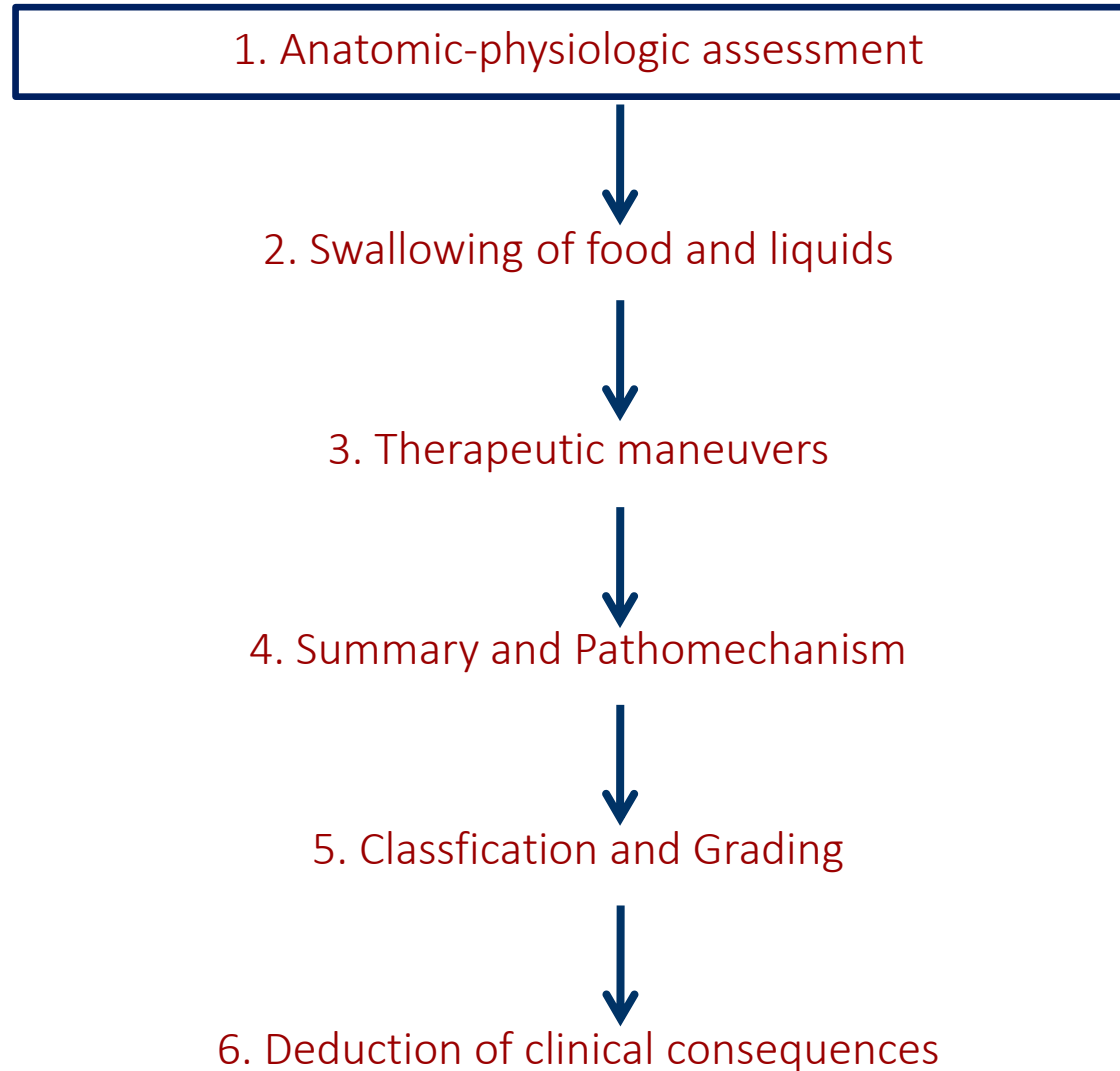 1. Anatomic-physiologic assessment
2. Swallowing of food and liquids
3. Therapeutic maneuvers
4. Summary and Pathomechanism
5. Classfication and Grading
6. Deduction of clinical consequences